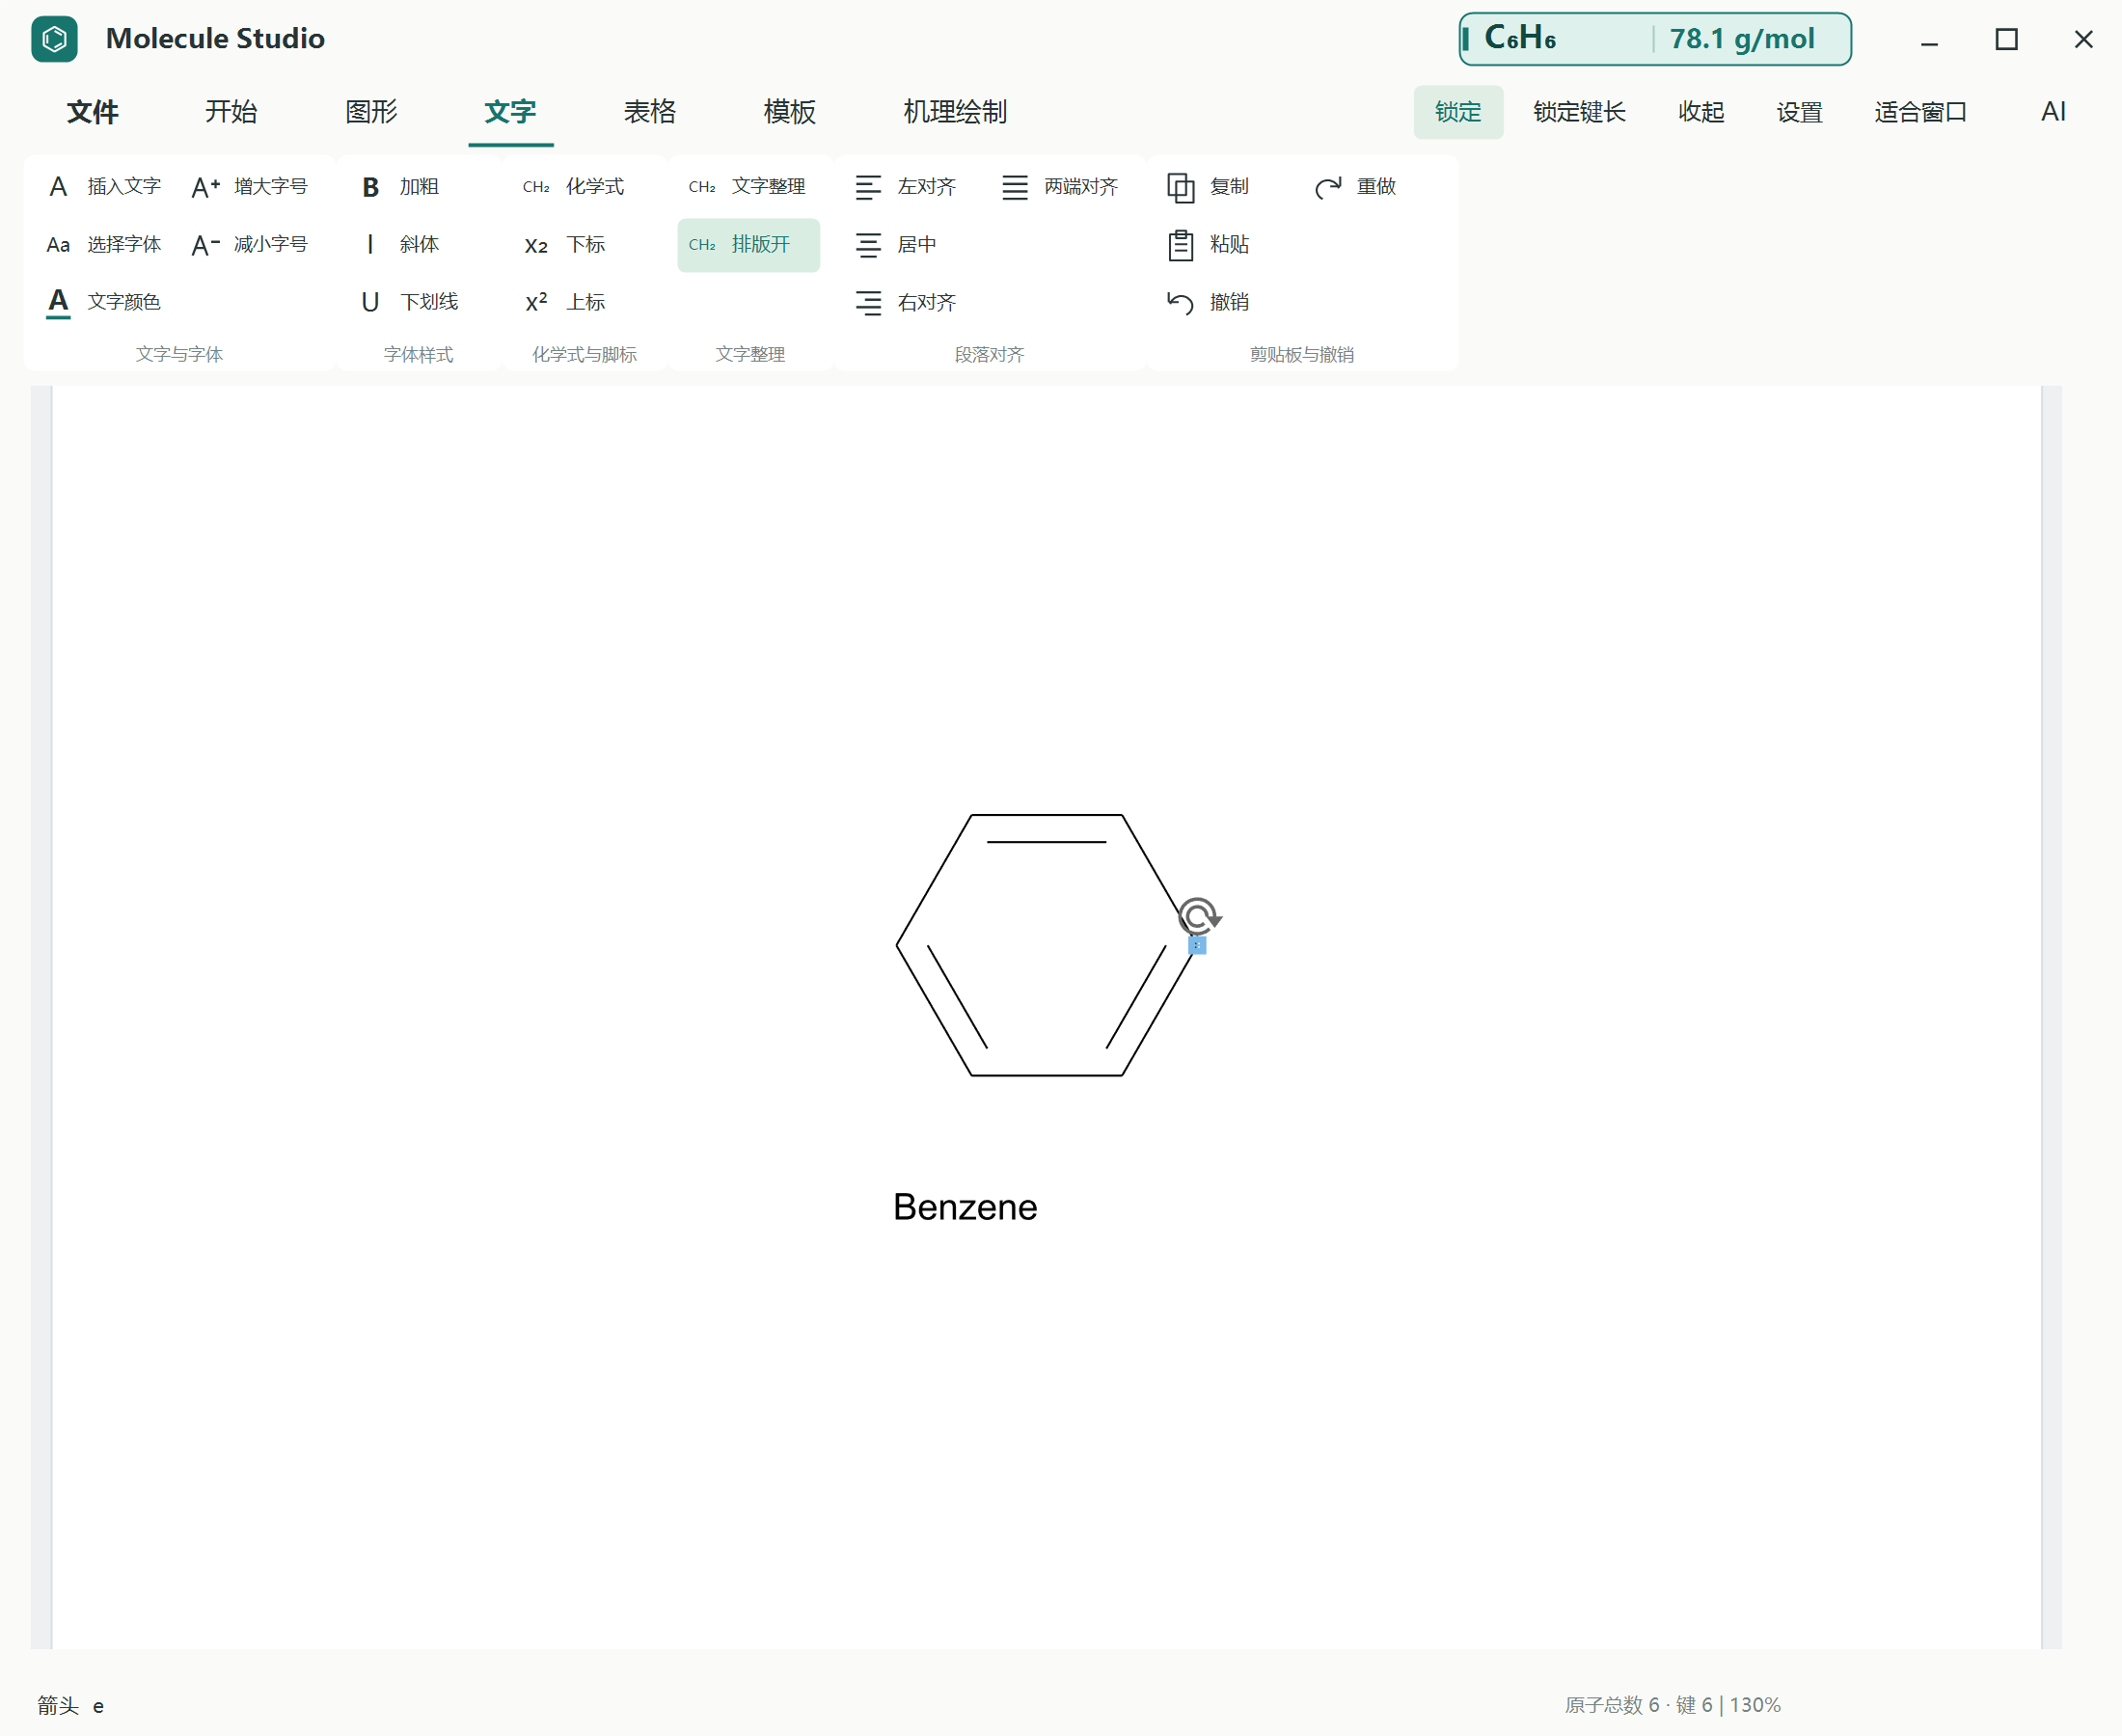 Molecule Studio
C₆H₆ | 78.1 g/mol
文件 开始 图形 文字 表格 模板 机理绘制 锁定 锁定键长 收起 设置 适合窗口 AI
A 插入文字 A⁺ 增大字号 B 加粗 CH₂ 化学式 CH₂ 文字整理 左对齐 两端对齐 复制 重做
Aa 选择字体 A⁻ 减小字号 I 斜体 X₂ 下标 CH₂ 排版开 居中 粘贴
A 文字颜色 U 下划线 X² 上标 右对齐 撤销
文字与字体 字体样式 化学式与脚标 文字整理 段落对齐 剪贴板与撤销
Benzene
箭头 e
原子总数 6 · 键 6 | 130%